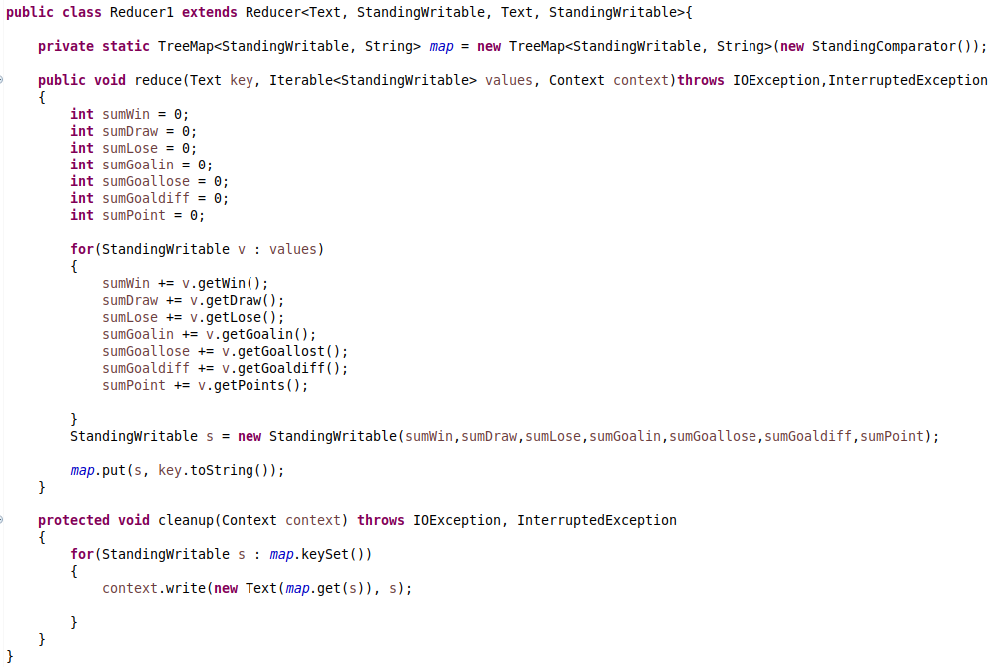 public class Reducer1 extends Reducer<Text, StandingWritable, Text, StandingWritable>{
private static TreeMap<StandingWritable, String> map = new TreeMap<StandingWritable, String>(new StandingComparator());
public void reduce(Text key, Iterable<StandingWritable> values, Context context)throws IOException,InterruptedException
{
int sumWin = 0;
int sumDraw = 0;
int sumLose = 0;
int sumGoalin = 0;
int sumGoallose = 0;
int sumGoaldiff = 0;
int sumPoint = 0;
for(StandingWritable v : values)
{
sumWin += v.getWin();
sumDraw += v.getDraw();
sumLose += v.getLose();
sumGoalin += v.getGoalin();
sumGoallose += v.getGoallost();
sumGoaldiff += v.getGoaldiff();
sumPoint += v.getPoints();
}
StandingWritable s = new StandingWritable(sumWin,sumDraw,sumLose,sumGoalin,sumGoallose,sumGoaldiff,sumPoint);
map.put(s, key.toString());
}
protected void cleanup(Context context) throws IOException, InterruptedException
{
for(StandingWritable s : map.keySet())
{
context.write(new Text(map.get(s)), s);
}
}
}